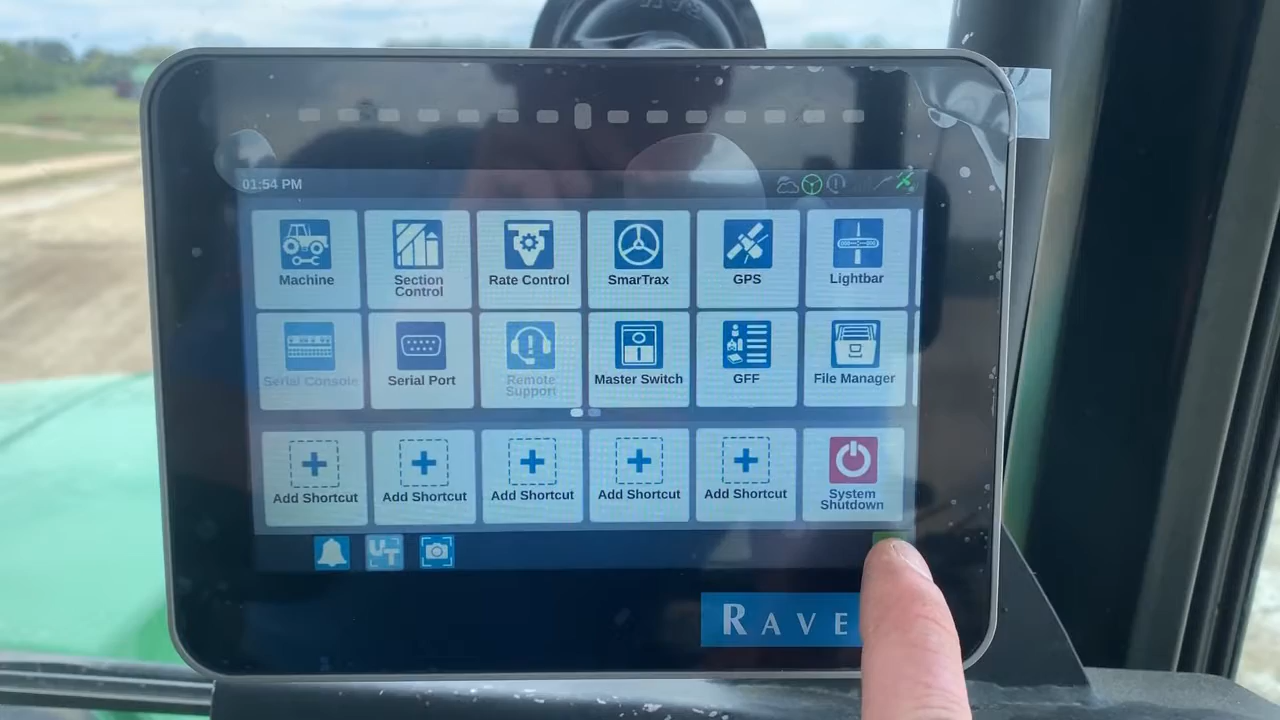 01:54 PM
Machine
Section
Control
Rate Control
SmarTrax
GPS
Lightbar
Serial Console
Serial Port
Remote
Support
Master Switch
GFF
File Manager
Add Shortcut
Add Shortcut
Add Shortcut
Add Shortcut
Add Shortcut
System
Shutdown
UT
RAVE